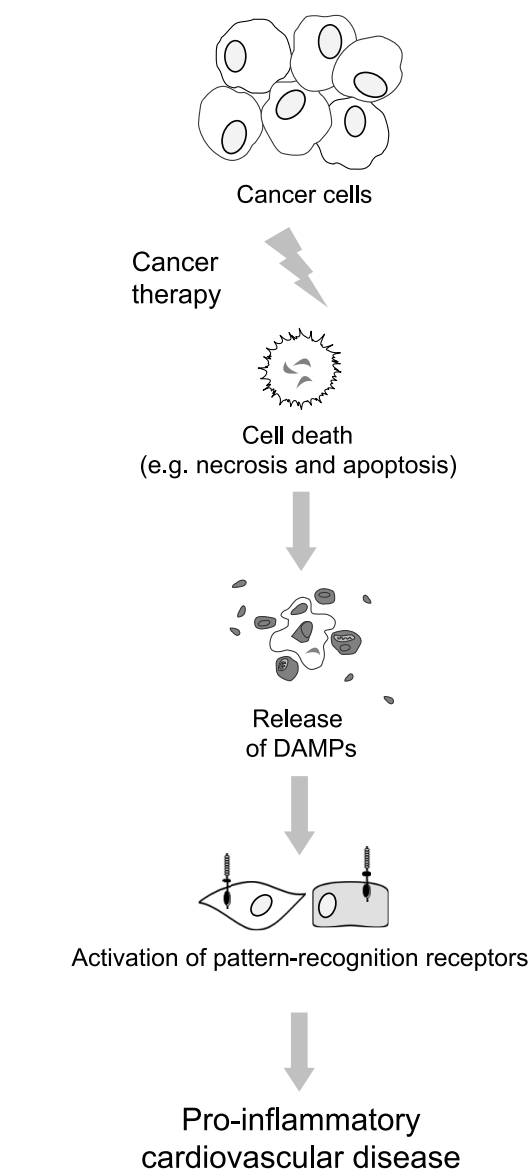 Cancer cells
Cancer
therapy
Cell death
(e.g. necrosis and apoptosis)
Release
of DAMPs
Activation of pattern-recognition receptors
Pro-inflammatory
cardiovascular disease